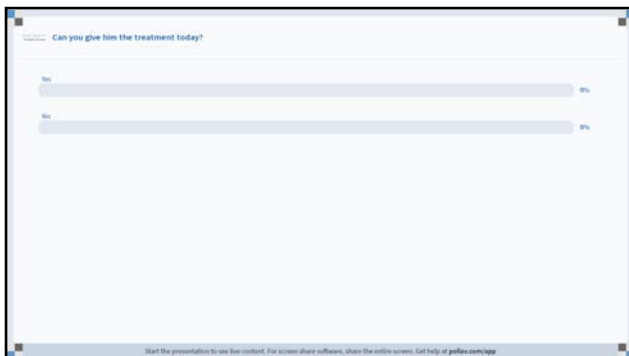 Can you give him the treatment today?
Yes
0%
No
0%
Start the presentation to see live content. For screen share software, share the entire screen. Get help at pollev.com/app